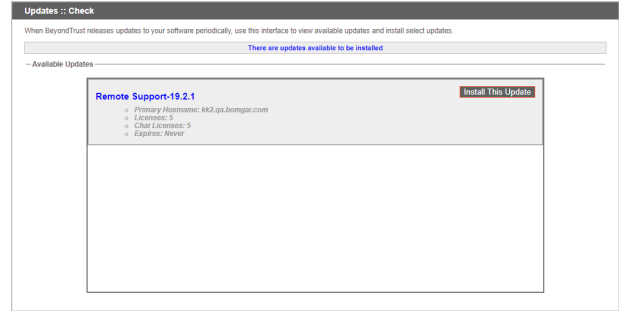 Updates :: Check
When BeyondTrust releases updates to your software periodically, use this interface to view available updates and install select updates.
There are updates available to be installed
Available Updates
Remote Support-19.2.1
Install This Update
Primary Hostname: kk2.qa.bomgar.com
Licenses: 5
Chat Licenses: 5
Expires: Never